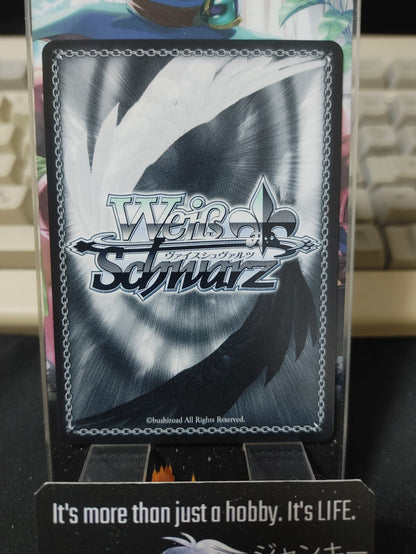 Weiß
ヴァイスシュヴァルツ
Schwarz
©bushiroad All Rights Reserved.
It's more than just a hobby. It's LIFE.
ジャンキー